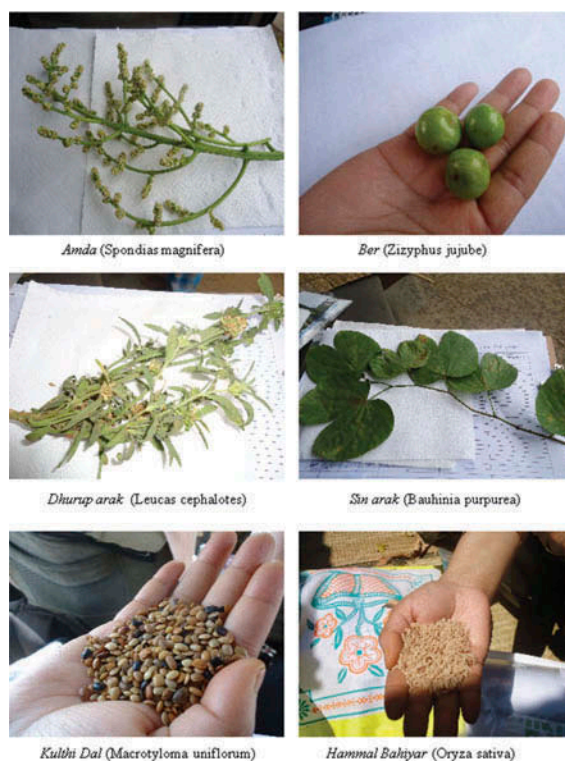 Amda (Spondias magnifera)
Ber (Zizyphus jujube)
Dhurup arak (Leucas cephalotes)
Sin arak (Bauhinia purpurea)
Kulthi Dal (Macrotyloma uniflorum)
Hammal Bahiyar (Oryza sativa)